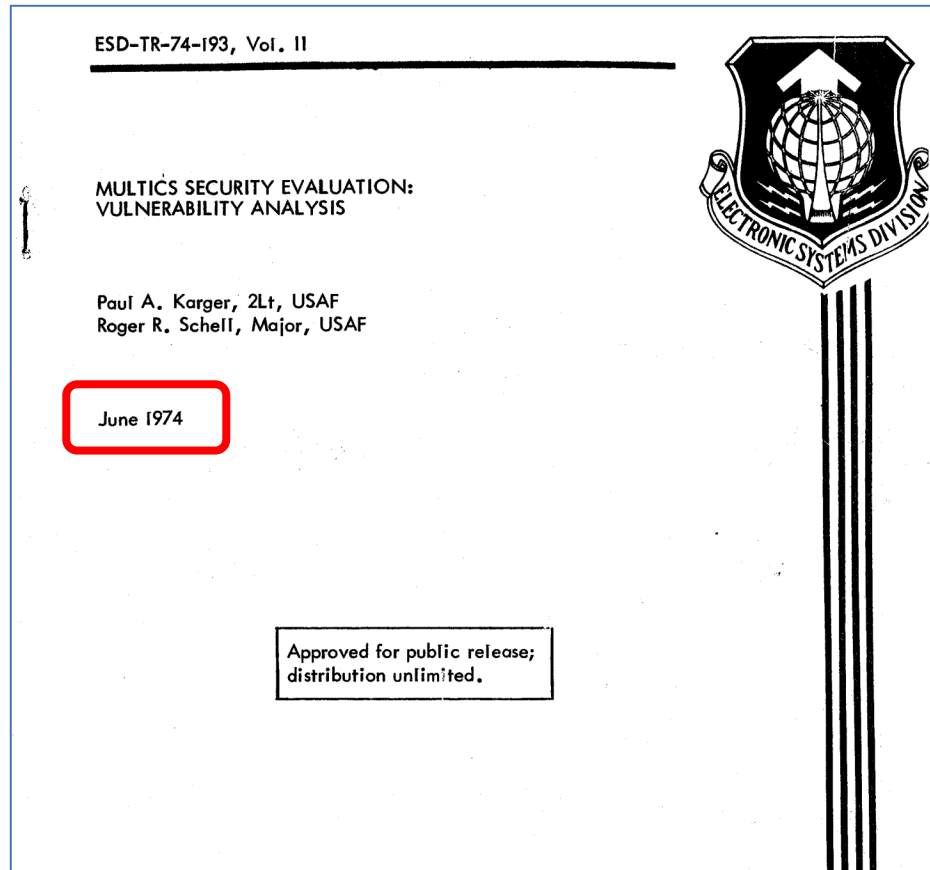 ESD-TR-74-193, Vol. II
ELECTRONIC SYSTEMS DIVISION
MULTICS SECURITY EVALUATION:
VULNERABILITY ANALYSIS
Paul A. Karger, 2Lt, USAF
Roger R. Schell, Major, USAF
June 1974
Approved for public release;
distribution unlimited.